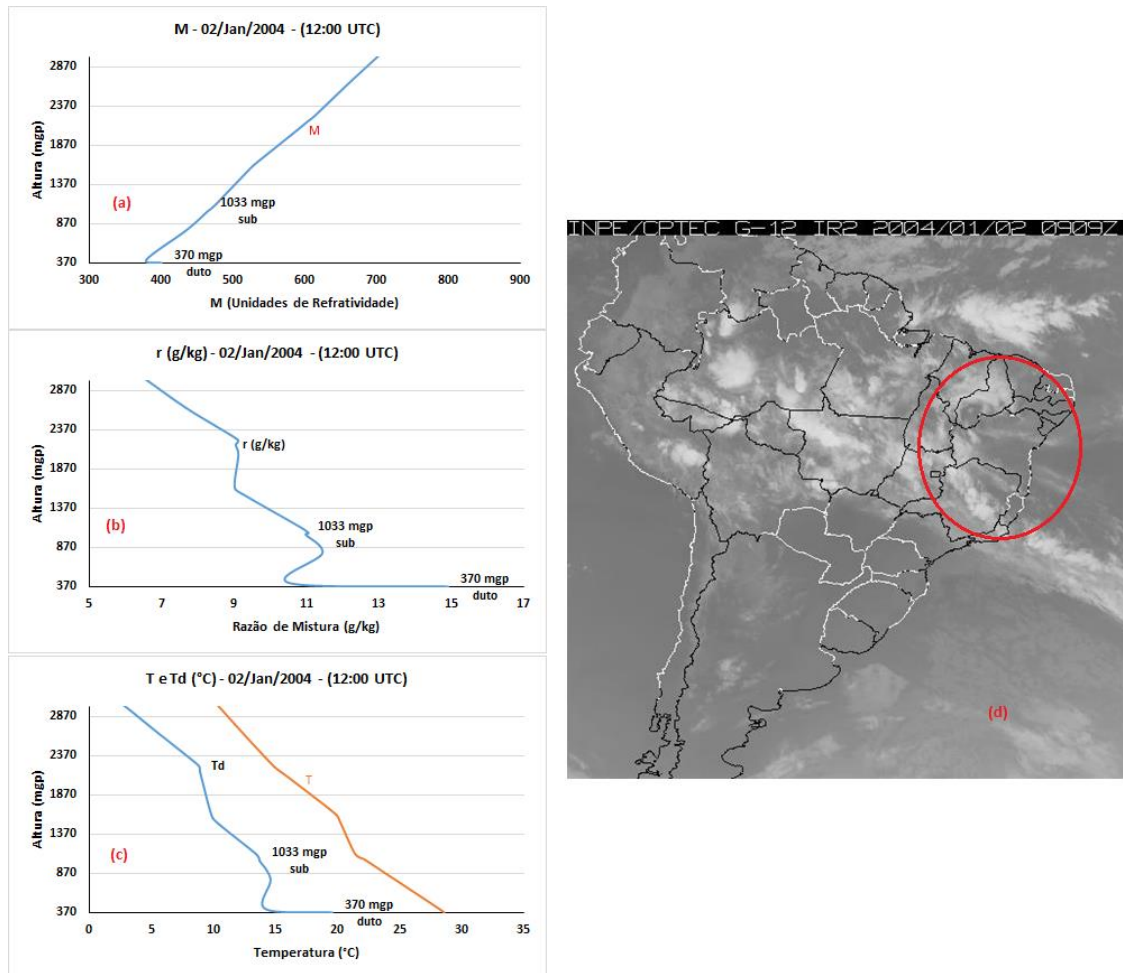 M - 02/Jan/2004 - (12:00 UTC)
2870
2370
1870
1370
870
370
Altura (mgp)
M
(a)
1033 mgp
sub
370 mgp
duto
300 400 500 600 700 800 900
M (Unidades de Refratividade)
r (g/kg) - 02/Jan/2004 - (12:00 UTC)
2870
2370
1870
1370
870
370
Altura (mgp)
r (g/kg)
(b)
1033 mgp
sub
370 mgp
duto
5 7 9 11 13 15 17
Razão de Mistura (g/kg)
T e Td (°C) - 02/Jan/2004 - (12:00 UTC)
2870
2370
1870
1370
870
370
Altura (mgp)
Td
T
(c)
1033 mgp
sub
370 mgp
duto
0 5 10 15 20 25 30 35
Temperatura (°C)
INPE/CPTEC G-12 IR2 2004/01/02 0909Z
(d)